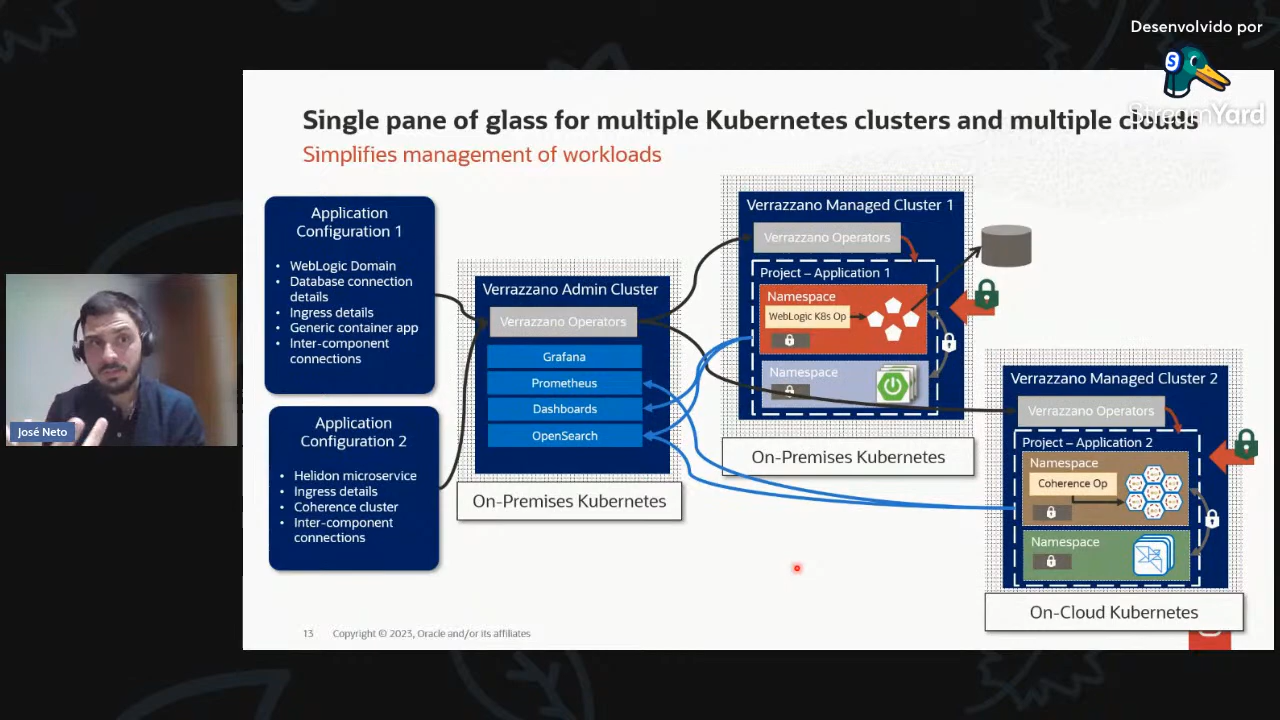 Desenvolvido por
StreamYard
Single pane of glass for multiple Kubernetes clusters and multiple clouds
Simplifies management of workloads
Application
Configuration 1
• WebLogic Domain
• Database connection
details
• Ingress details
• Generic container app
• Inter-component
connections
Application
Configuration 2
• Helidon microservice
• Ingress details
• Coherence cluster
• Inter-component
connections
Verrazzano Admin Cluster
Verrazzano Operators
Grafana
Prometheus
Dashboards
OpenSearch
On-Premises Kubernetes
Verrazzano Managed Cluster 1
Verrazzano Operators
Project – Application 1
Namespace
WebLogic K8s Op
Namespace
On-Premises Kubernetes
Verrazzano Managed Cluster 2
Verrazzano Operators
Project – Application 2
Namespace
Coherence Op
Namespace
On-Cloud Kubernetes
José Neto
13
Copyright © 2023, Oracle and/or its affiliates